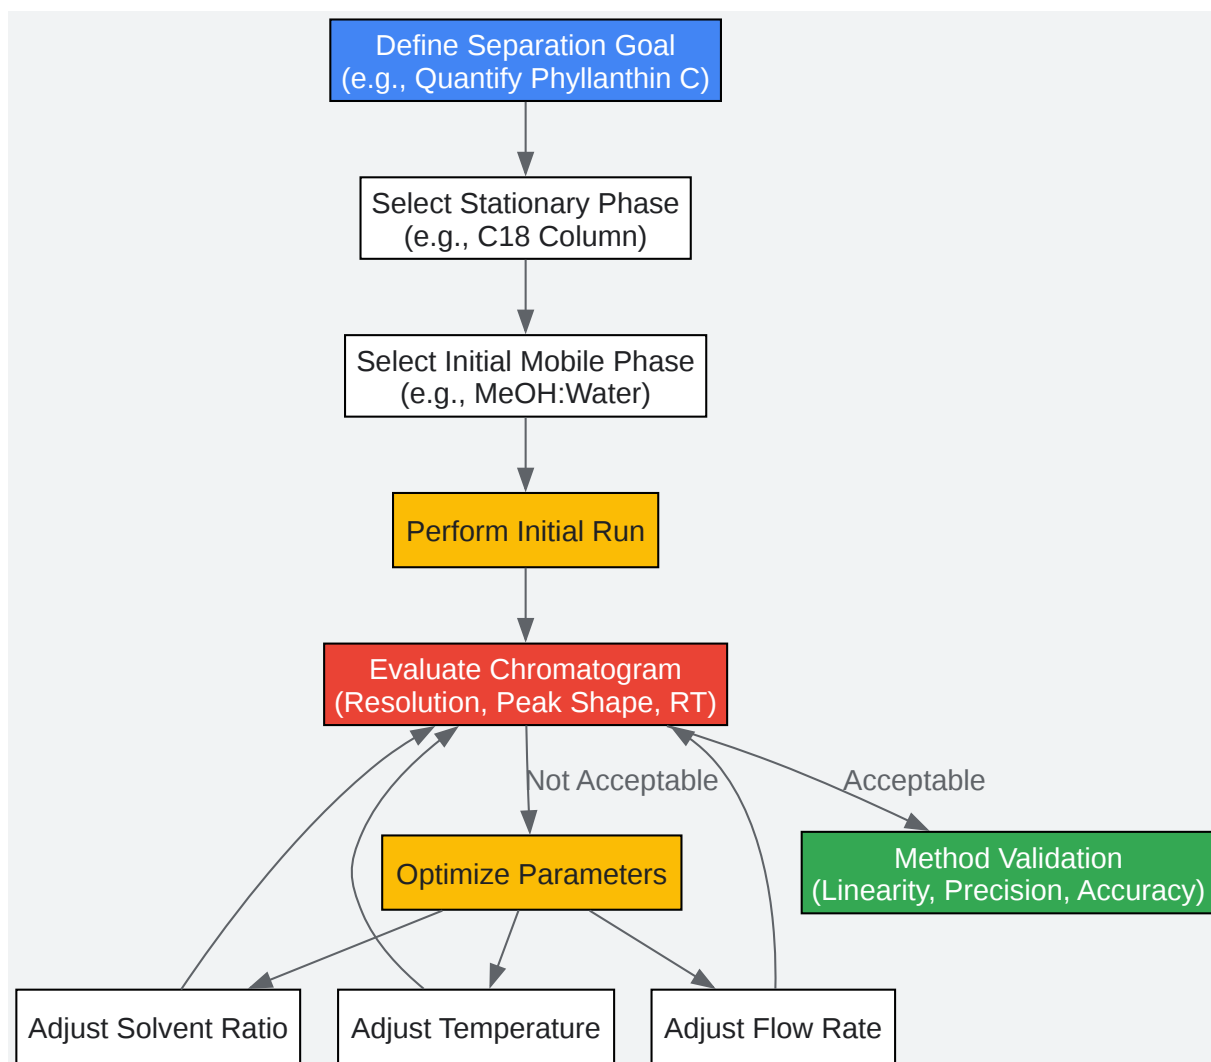 Define Separation Goal
(e.g., Quantify Phyllanthin C)
Select Stationary Phase
(e.g., C18 Column)
Select Initial Mobile Phase
(e.g., MeOH:Water)
Perform Initial Run
Evaluate Chromatogram
(Resolution, Peak Shape, RT)
Not Acceptable
Acceptable
Optimize Parameters
Method Validation
(Linearity, Precision, Accuracy)
Adjust Solvent Ratio
Adjust Temperature
Adjust Flow Rate